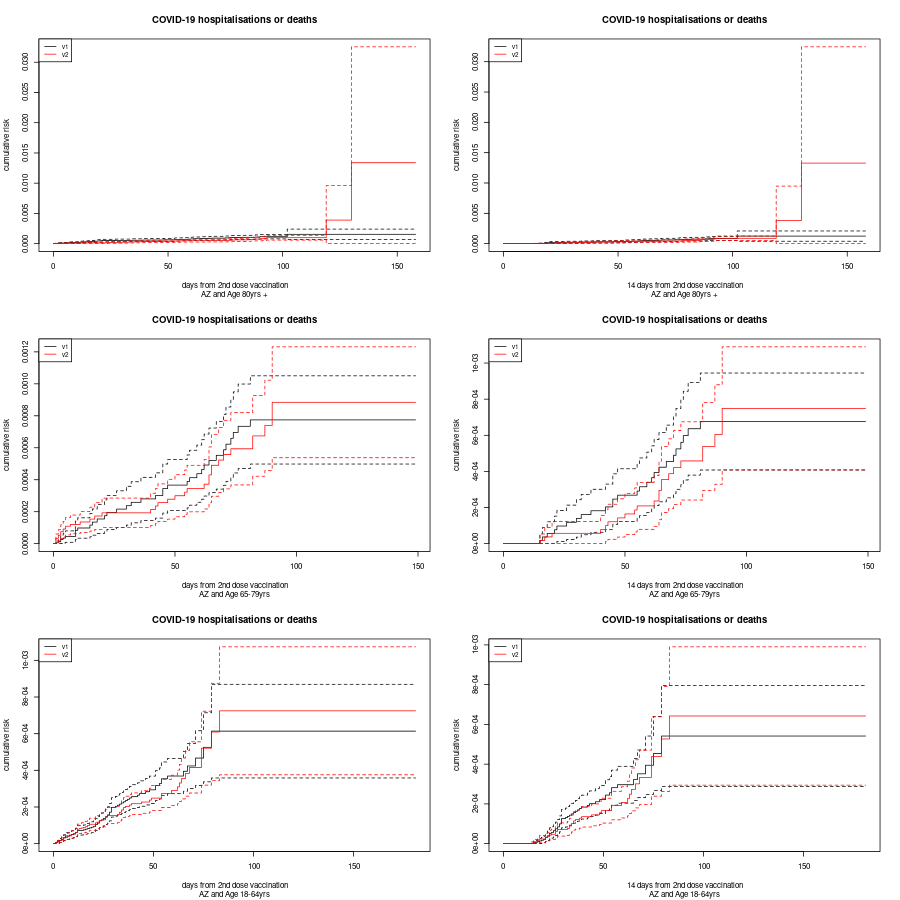 COVID-19 hospitalisations or deaths
v1
v2
cumulative risk
0.000
0.005
0.010
0.015
0.020
0.025
0.030
0
50
100
150
days from 2nd dose vaccination
AZ and Age 80yrs +
COVID-19 hospitalisations or deaths
v1
v2
cumulative risk
0.000
0.005
0.010
0.015
0.020
0.025
0.030
0
50
100
150
14 days from 2nd dose vaccination
AZ and Age 80yrs +
COVID-19 hospitalisations or deaths
v1
v2
cumulative risk
0.0000
0.0002
0.0004
0.0006
0.0008
0.0010
0.0012
0
50
100
150
days from 2nd dose vaccination
AZ and Age 65-79yrs
COVID-19 hospitalisations or deaths
v1
v2
cumulative risk
0e+00
2e-04
4e-04
6e-04
8e-04
1e-03
0
50
100
150
14 days from 2nd dose vaccination
AZ and Age 65-79yrs
COVID-19 hospitalisations or deaths
v1
v2
cumulative risk
0e+00
2e-04
4e-04
6e-04
8e-04
1e-03
0
50
100
150
days from 2nd dose vaccination
AZ and Age 18-64yrs
COVID-19 hospitalisations or deaths
v1
v2
cumulative risk
0e+00
2e-04
4e-04
6e-04
8e-04
1e-03
0
50
100
150
14 days from 2nd dose vaccination
AZ and Age 18-64yrs